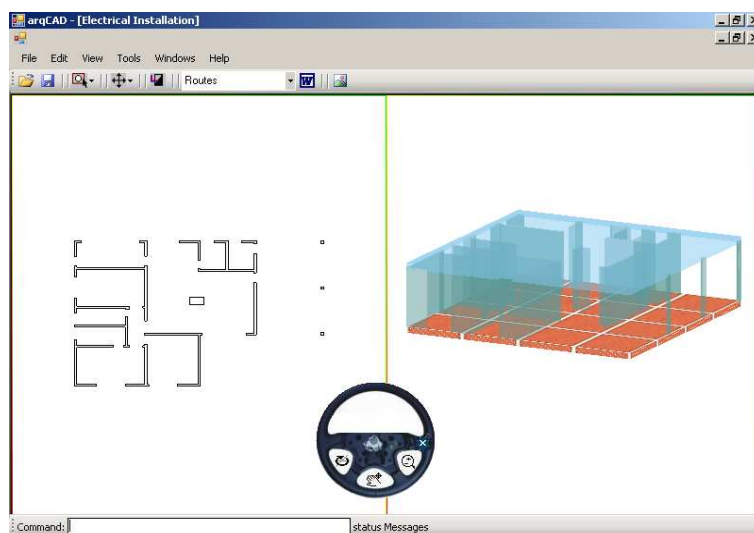 arqCAD - [Electrical Installation]
File Edit View Tools Windows Help
Routes
W
Command: status Messages